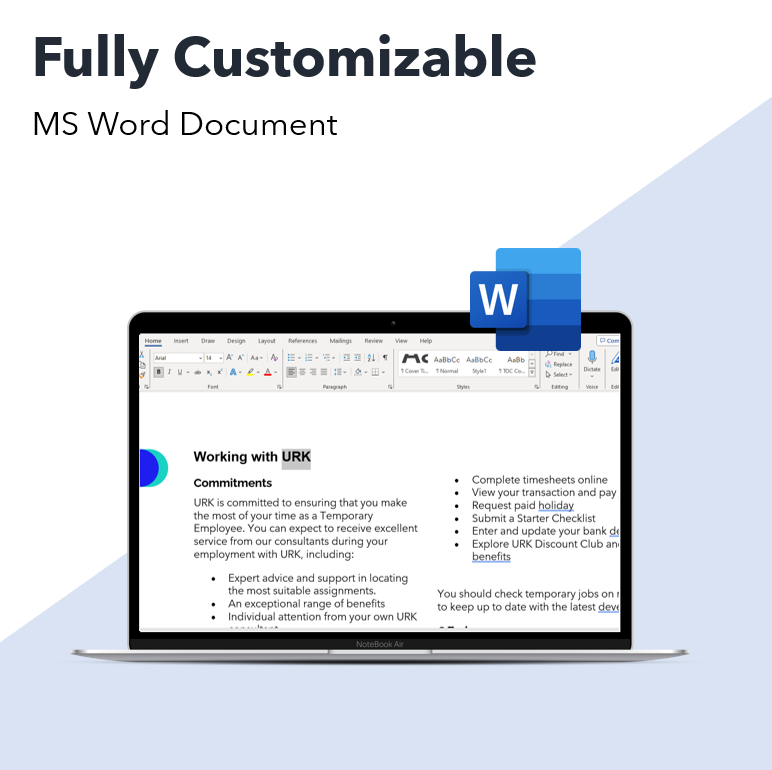 Fully Customizable
MS Word Document
W
Home Insert Draw Design Layout References Mailings Review View Help
Arial 14 A A Aa A
AaBbCc AaBbCc AaBb
¶ Cover Ti... ¶ Normal Style1 ¶ TOC Co...
Find
Replace
Select
Dictate
B I U ab x x A A
Font Paragraph Styles Editing Voice
Working with URK
Commitments
URK is committed to ensuring that you make
the most of your time as a Temporary
Employee. You can expect to receive excellent
service from our consultants during your
employment with URK, including:
• Expert advice and support in locating
the most suitable assignments.
• An exceptional range of benefits
• Individual attention from your own URK
• Complete timesheets online
• View your transaction and pay
• Request paid holiday
• Submit a Starter Checklist
• Enter and update your bank
• Explore URK Discount Club
benefits
You should check temporary jobs on
to keep up to date with the latest
NoteBook Air